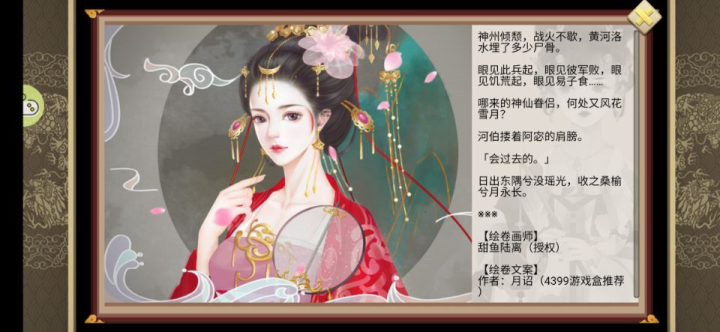 神州倾颓，战火不歇，黄河洛
水埋了多少尸骨。
眼见此兵起，眼见彼军败，眼
见饥荒起，眼见易子食……
哪来的神仙眷侣，何处又风花
雪月？
河伯搂着阿宓的肩膀。
「会过去的。」
日出东隅兮没瑶光，收之桑榆
兮月永长。
※※※
【绘卷画师】
甜鱼陆离（授权）
【绘卷文案】
作者：月诏（4399游戏盒推荐
）